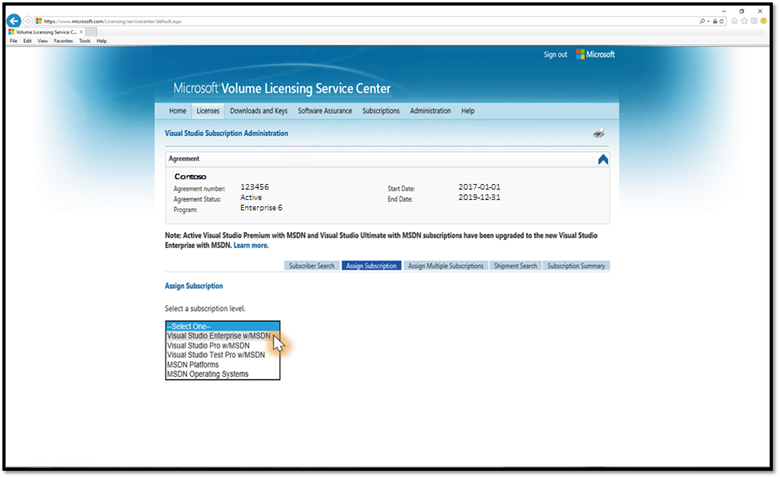 https://www.microsoft.com/Licensing/servicecenter/default.aspx
Volume Licensing Service C...
File Edit View Favorites Tools Help
Sign out Microsoft
Microsoft Volume Licensing Service Center
Home Licenses Downloads and Keys Software Assurance Subscriptions Administration Help
Visual Studio Subscription Administration
Agreement
Contoso
Agreement number: 123456 Start Date: 2017-01-01
Agreement Status: Active End Date: 2019-12-31
Program: Enterprise 6
Note: Active Visual Studio Premium with MSDN and Visual Studio Ultimate with MSDN subscriptions have been upgraded to the new Visual Studio
Enterprise with MSDN. Learn more.
Subscriber Search Assign Subscription Assign Multiple Subscriptions Shipment Search Subscription Summary
Assign Subscription
Select a subscription level.
--Select One--
Visual Studio Enterprise w/MSDN
Visual Studio Pro w/MSDN
Visual Studio Test Pro w/MSDN
MSDN Platforms
MSDN Operating Systems